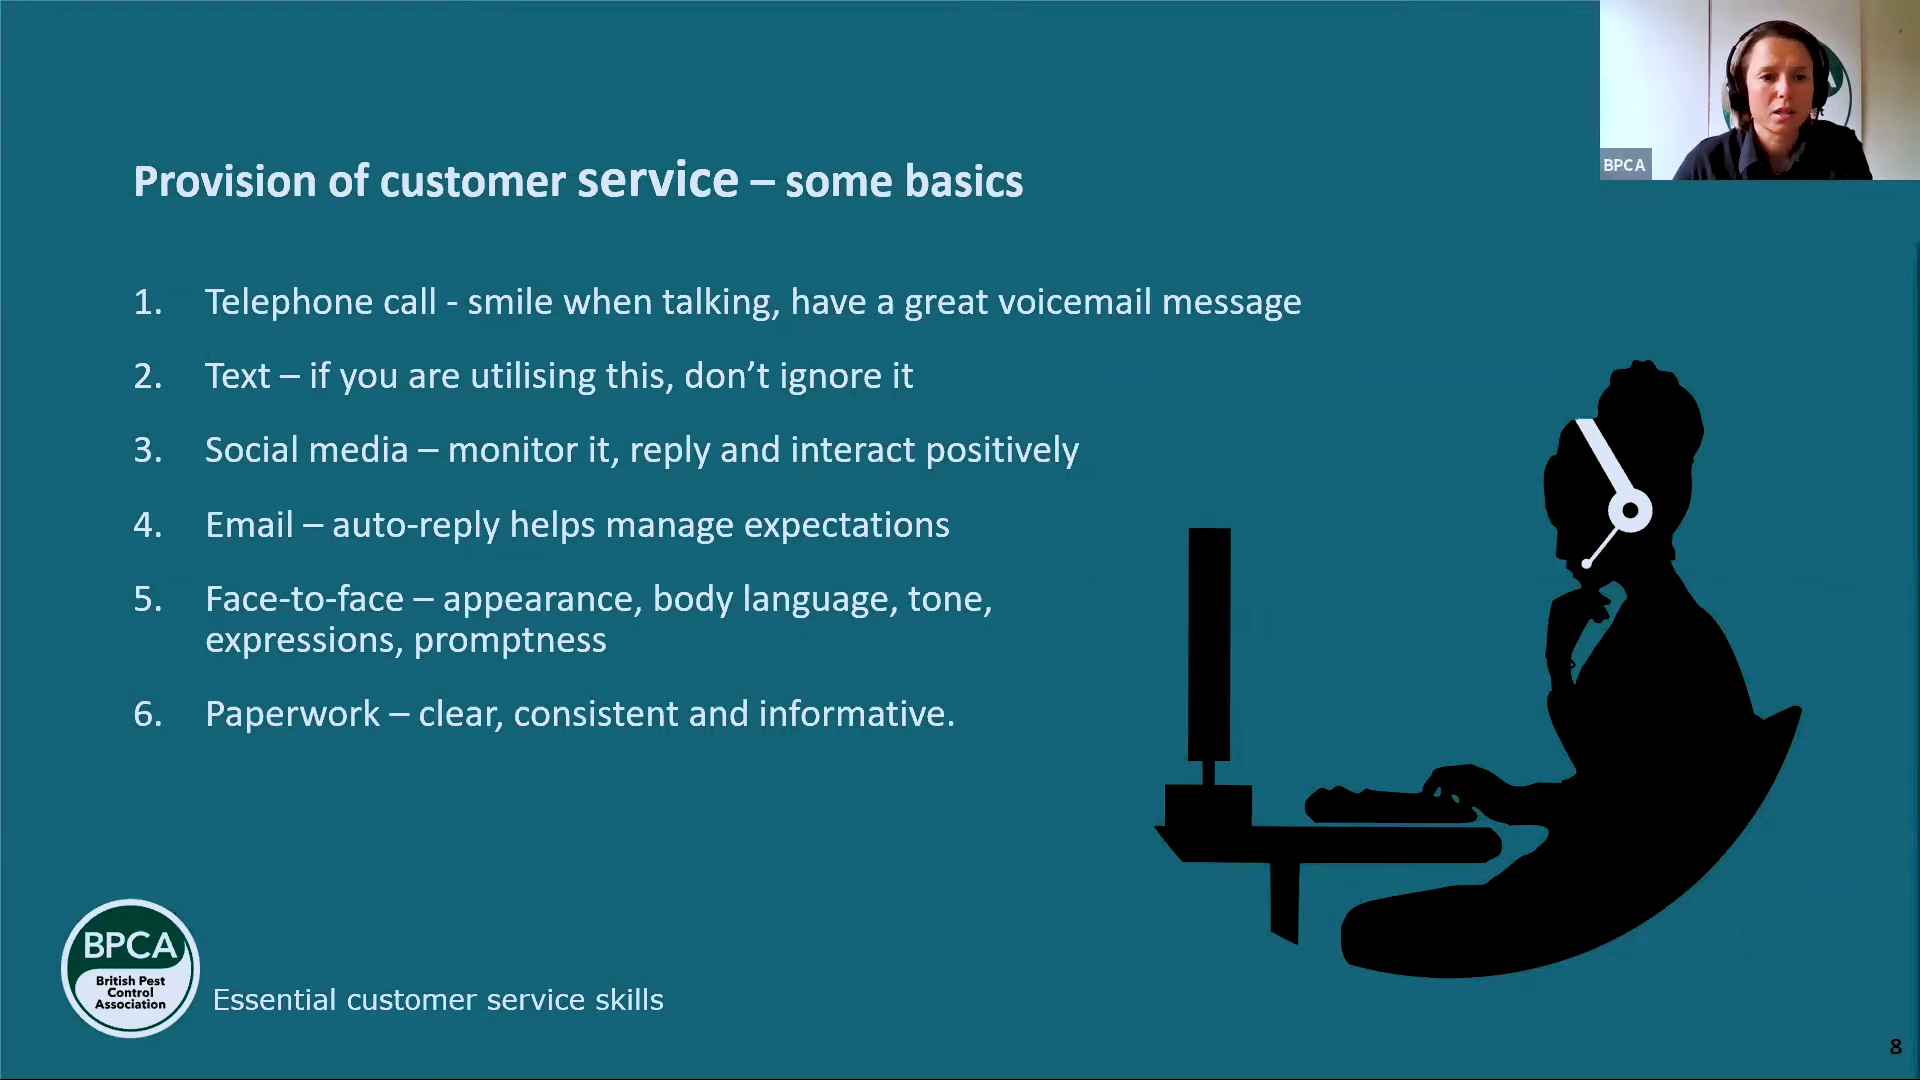 BPCA
Provision of customer service – some basics
1. Telephone call - smile when talking, have a great voicemail message
2. Text – if you are utilising this, don’t ignore it
3. Social media – monitor it, reply and interact positively
4. Email – auto-reply helps manage expectations
5. Face-to-face – appearance, body language, tone,
expressions, promptness
6. Paperwork – clear, consistent and informative.
BPCA
British Pest
Control
Association
Essential customer service skills
8